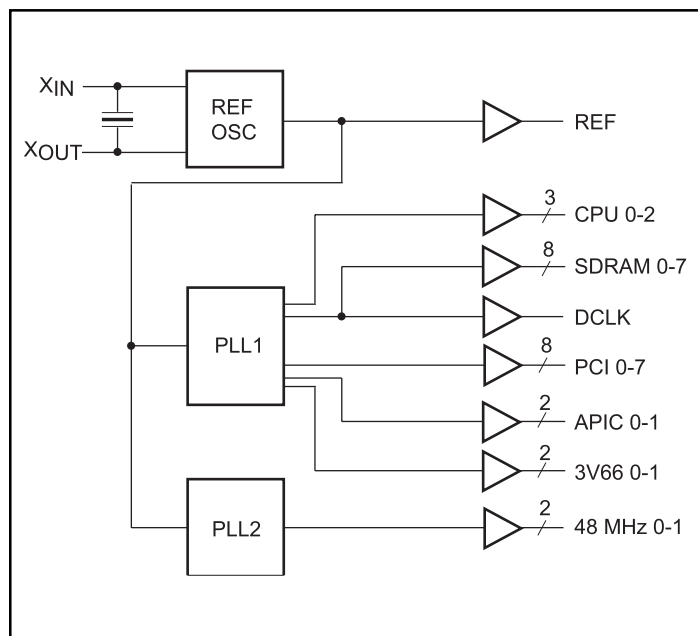 XIN
XOUT
REF
OSC
REF
3
CPU 0-2
8
SDRAM 0-7
DCLK
PLL1
8
PCI 0-7
2
APIC 0-1
2
3V66 0-1
PLL2
2
48 MHz 0-1